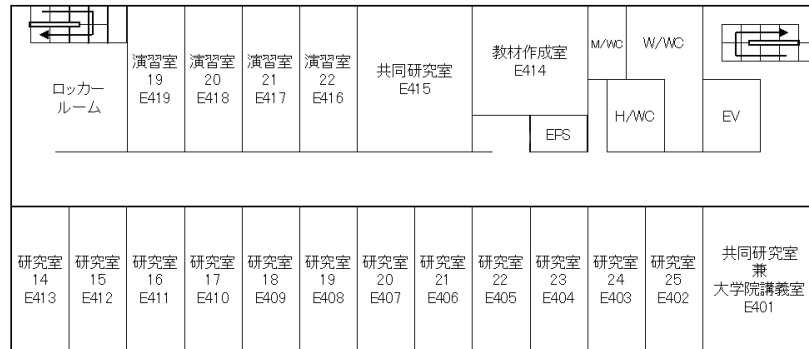 ロッカー
ルーム
演習室
19
E419
演習室
20
E418
演習室
21
E417
演習室
22
E416
共同研究室
E415
教材作成室
E414
EPS
M/WC
W/WC
H/WC
EV
研究室
14
E413
研究室
15
E412
研究室
16
E411
研究室
17
E410
研究室
18
E409
研究室
19
E408
研究室
20
E407
研究室
21
E406
研究室
22
E405
研究室
23
E404
研究室
24
E403
研究室
25
E402
共同研究室
兼
大学院講義室
E401